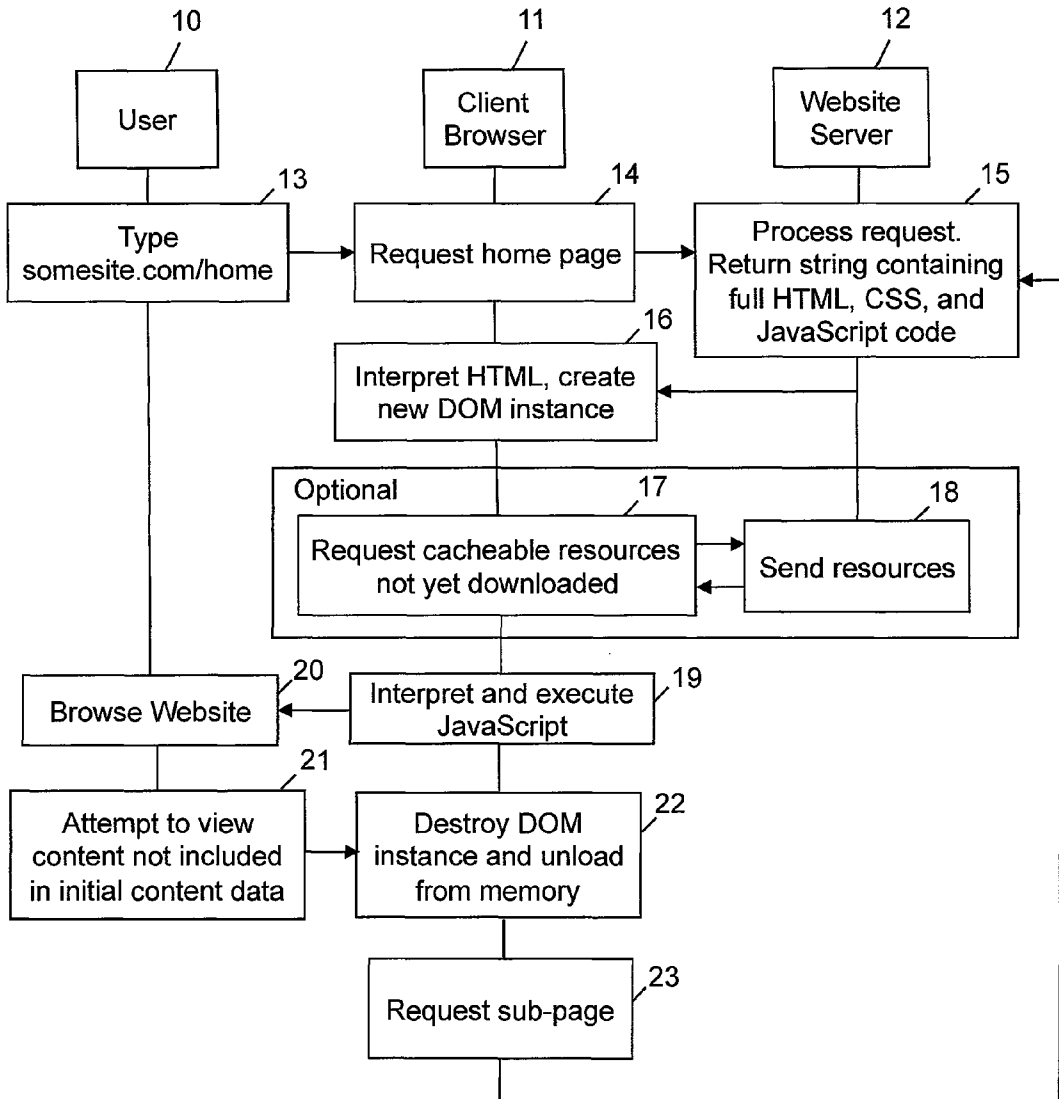 10
11
12
User
Client
Browser
Website
Server
13
14
15
Type
somesite.com/home
Request home page
Process request.
Return string containing
full HTML, CSS, and
JavaScript code
16
Interpret HTML, create
new DOM instance
Optional
17
18
Request cacheable resources
not yet downloaded
Send resources
20
19
Browse Website
Interpret and execute
JavaScript
21
22
Attempt to view
content not included
in initial content data
Destroy DOM
instance and unload
from memory
23
Request sub-page